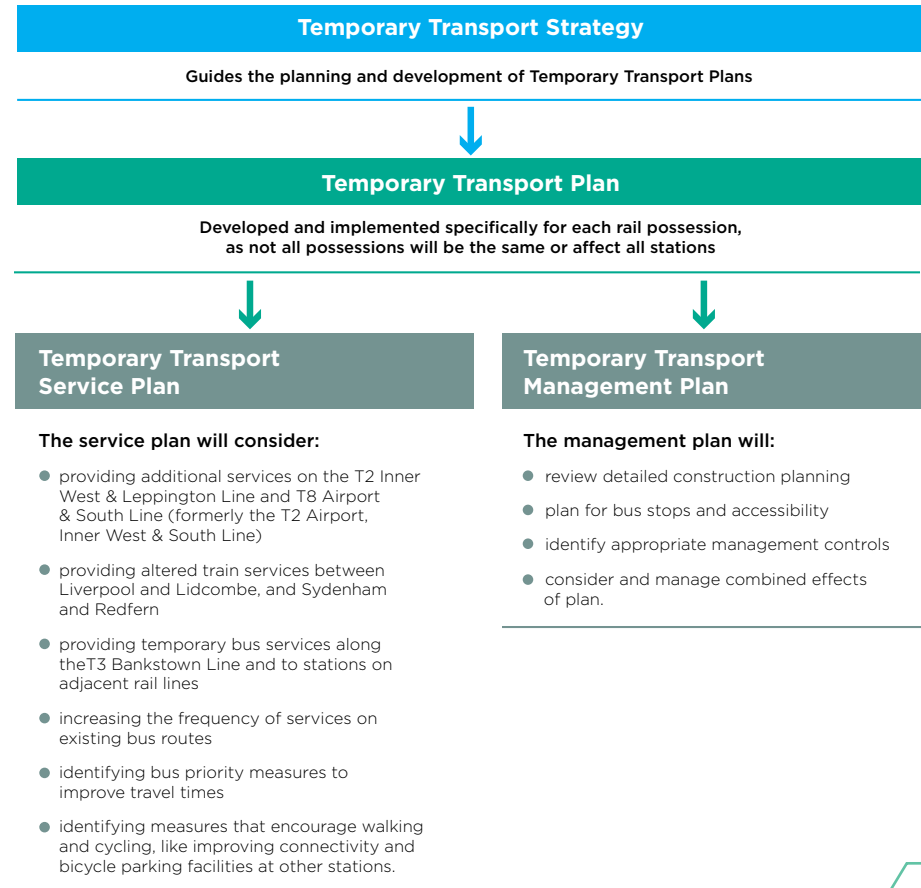 Temporary Transport Strategy
Guides the planning and development of Temporary Transport Plans
Temporary Transport Plan
Developed and implemented specifically for each rail possession,
as not all possessions will be the same or affect all stations
Temporary Transport
Service Plan
The service plan will consider:
providing additional services on the T2 Inner
West & Leppington Line and T8 Airport
& South Line (formerly the T2 Airport,
Inner West & South Line)
providing altered train services between
Liverpool and Lidcombe, and Sydenham
and Redfern
providing temporary bus services along
theT3 Bankstown Line and to stations on
adjacent rail lines
increasing the frequency of services on
existing bus routes
identifying bus priority measures to
improve travel times
identifying measures that encourage walking
and cycling, like improving connectivity and
bicycle parking facilities at other stations.
Temporary Transport
Management Plan
The management plan will:
review detailed construction planning
plan for bus stops and accessibility
identify appropriate management controls
consider and manage combined effects
of plan.